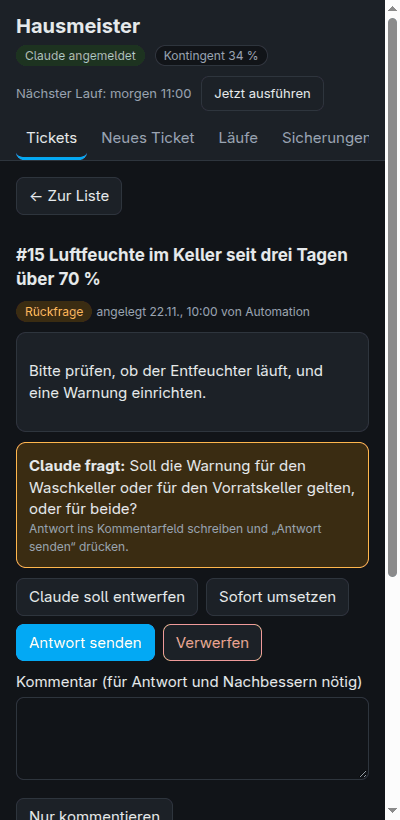 Hausmeister
Claude angemeldet
Kontingent 34 %
Nächster Lauf: morgen 11:00
Jetzt ausführen
Tickets
Neues Ticket
Läufe
Sicherungen
← Zur Liste
#15 Luftfeuchte im Keller seit drei Tagen
über 70 %
Rückfrage
angelegt 22.11., 10:00 von Automation
Bitte prüfen, ob der Entfeuchter läuft, und
eine Warnung einrichten.
Claude fragt: Soll die Warnung für den
Waschkeller oder für den Vorratskeller gelten,
oder für beide?
Antwort ins Kommentarfeld schreiben und „Antwort
senden“ drücken.
Claude soll entwerfen
Sofort umsetzen
Antwort senden
Verwerfen
Kommentar (für Antwort und Nachbessern nötig)
Nur kommentieren